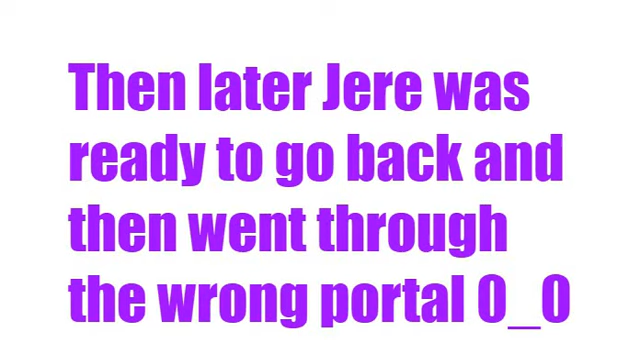 Then later Jere was
ready to go back and
then went through
the wrong portal 0_0